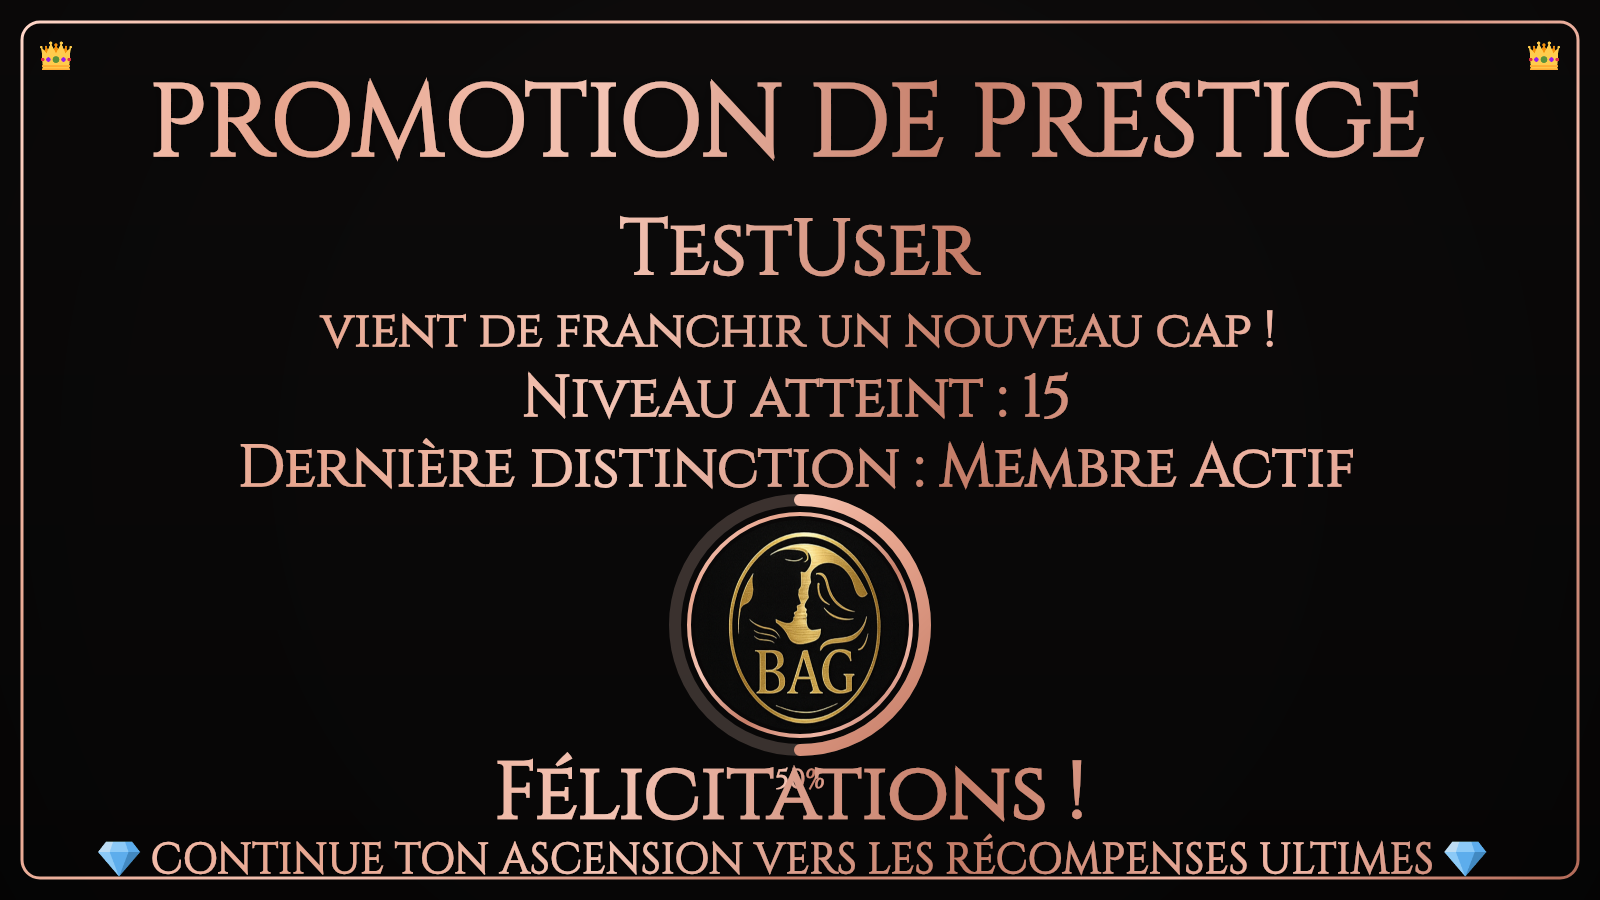 PROMOTION DE PRESTIGE
TestUser
vient de franchir un nouveau cap !
Niveau atteint : 15
Dernière distinction : Membre Actif
BAG
50%
Félicitations !
continue ton ascension vers les récompenses ultimes